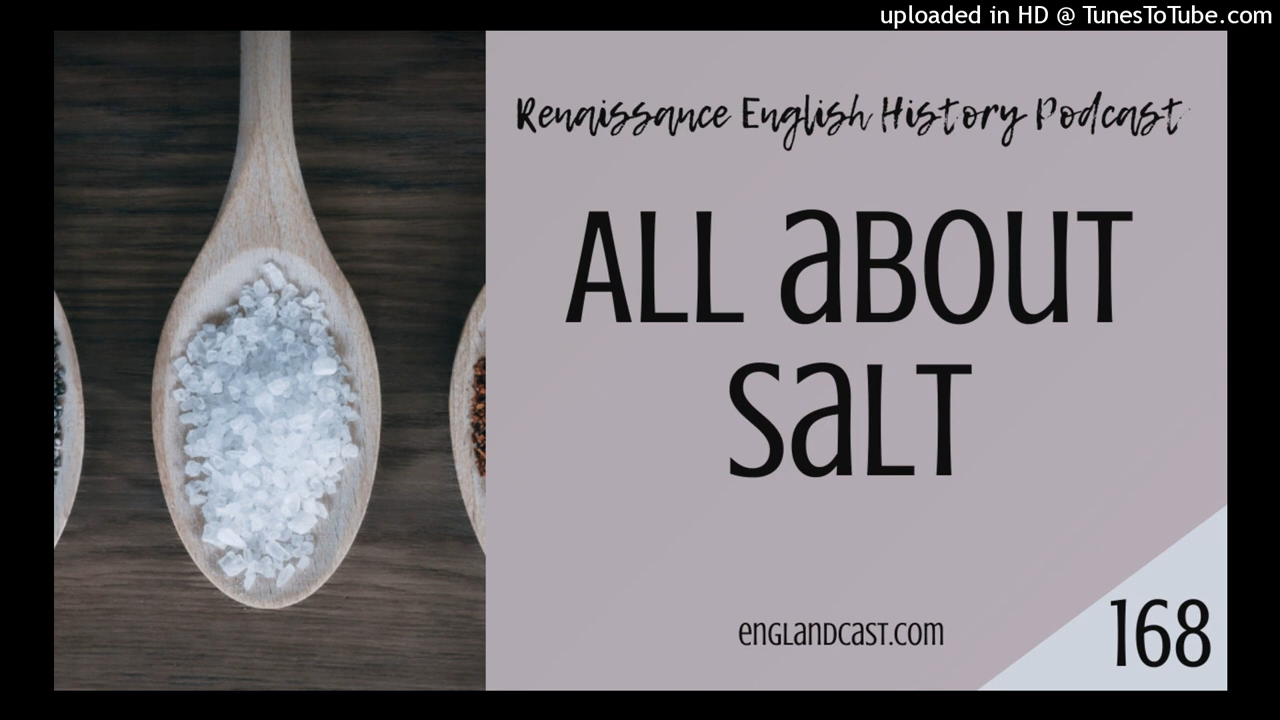 uploaded in HD @ TunesToTube.com
Renaissance English History Podcast
All about
Salt
englandcast.com
168